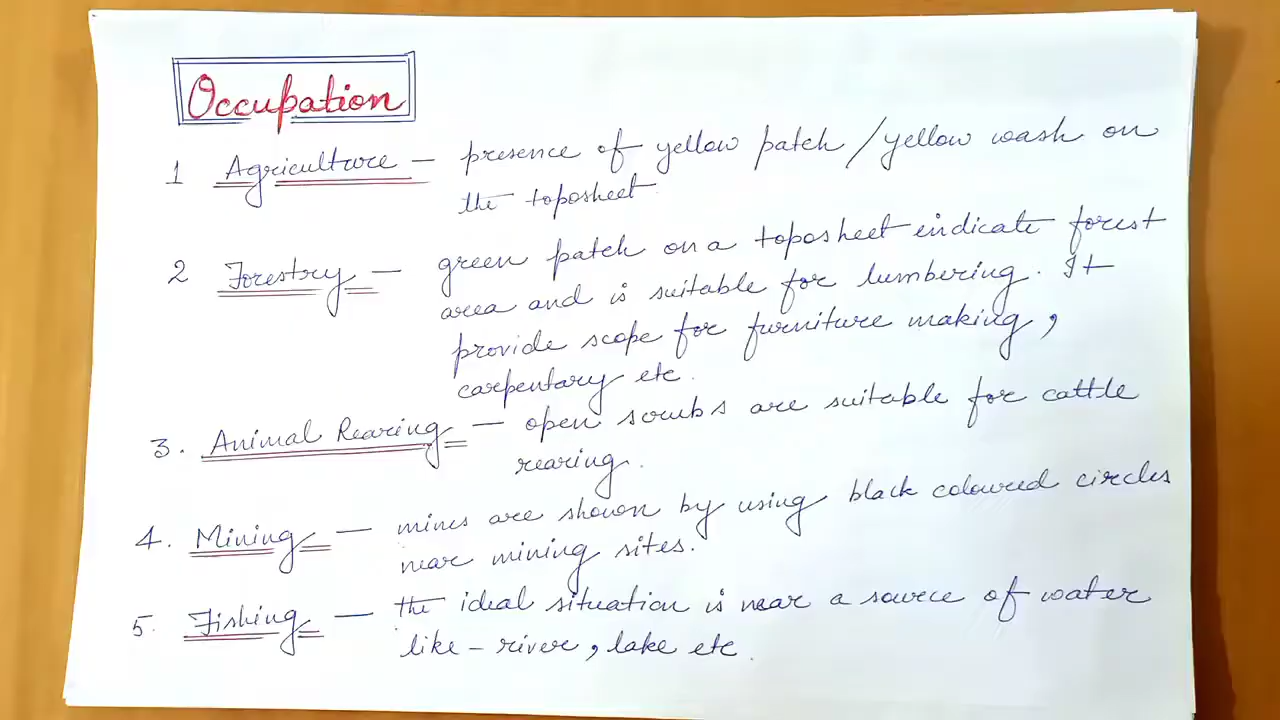 Occupation
1 Agriculture – presence of yellow patch / yellow wash on
the toposheet
2 Forestry – green patch on a toposheet indicate forest
area and is suitable for lumbering. It
provide scope for furniture making,
carpentary etc.
3. Animal Rearing – open scrubs are suitable for cattle
rearing.
4. Mining – mines are shown by using black coloured circles
near mining sites.
5. Fishing – the ideal situation is near a source of water
like – river, lake etc.